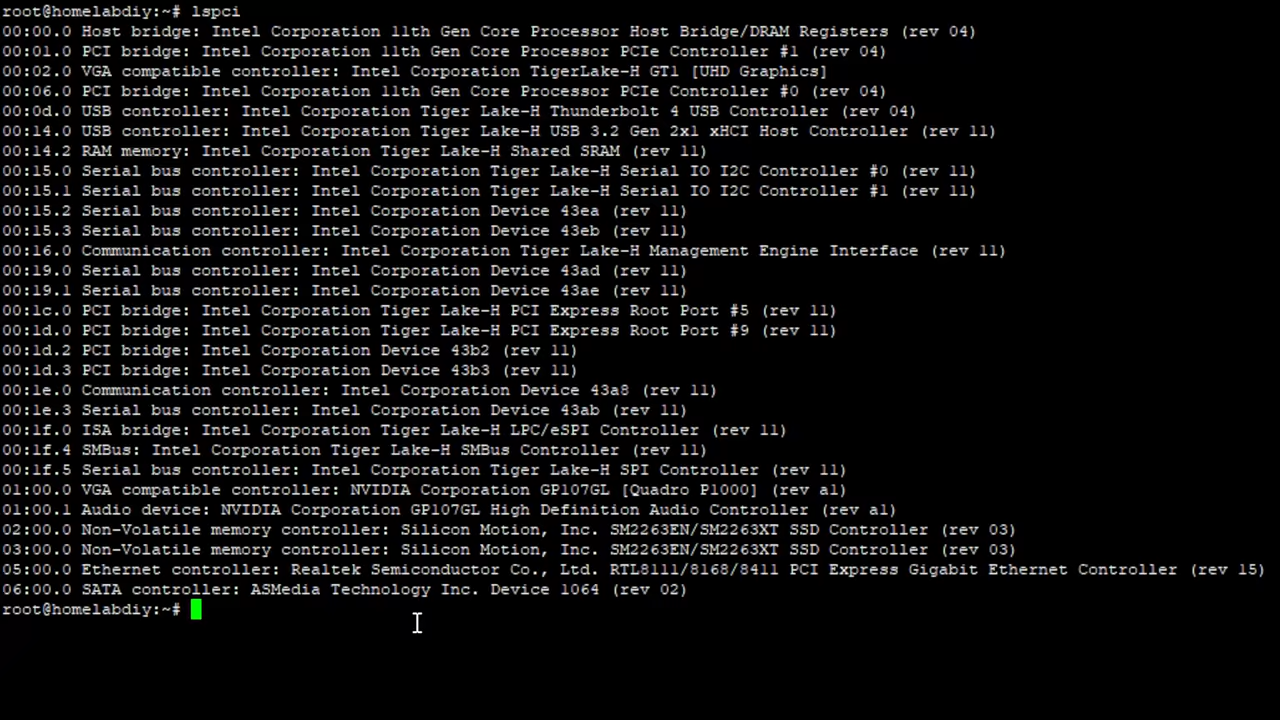 root@homelabdiy:~# lspci
00:00.0 Host bridge: Intel Corporation 11th Gen Core Processor Host Bridge/DRAM Registers (rev 04)
00:01.0 PCI bridge: Intel Corporation 11th Gen Core Processor PCIe Controller #1 (rev 04)
00:02.0 VGA compatible controller: Intel Corporation TigerLake-H GT1 [UHD Graphics]
00:06.0 PCI bridge: Intel Corporation 11th Gen Core Processor PCIe Controller #0 (rev 04)
00:0d.0 USB controller: Intel Corporation Tiger Lake-H Thunderbolt 4 USB Controller (rev 04)
00:14.0 USB controller: Intel Corporation Tiger Lake-H USB 3.2 Gen 2x1 xHCI Host Controller (rev 11)
00:14.2 RAM memory: Intel Corporation Tiger Lake-H Shared SRAM (rev 11)
00:15.0 Serial bus controller: Intel Corporation Tiger Lake-H Serial IO I2C Controller #0 (rev 11)
00:15.1 Serial bus controller: Intel Corporation Tiger Lake-H Serial IO I2C Controller #1 (rev 11)
00:15.2 Serial bus controller: Intel Corporation Device 43ea (rev 11)
00:15.3 Serial bus controller: Intel Corporation Device 43eb (rev 11)
00:16.0 Communication controller: Intel Corporation Tiger Lake-H Management Engine Interface (rev 11)
00:19.0 Serial bus controller: Intel Corporation Device 43ad (rev 11)
00:19.1 Serial bus controller: Intel Corporation Device 43ae (rev 11)
00:1c.0 PCI bridge: Intel Corporation Tiger Lake-H PCI Express Root Port #5 (rev 11)
00:1d.0 PCI bridge: Intel Corporation Tiger Lake-H PCI Express Root Port #9 (rev 11)
00:1d.2 PCI bridge: Intel Corporation Device 43b2 (rev 11)
00:1d.3 PCI bridge: Intel Corporation Device 43b3 (rev 11)
00:1e.0 Communication controller: Intel Corporation Device 43a8 (rev 11)
00:1e.3 Serial bus controller: Intel Corporation Device 43ab (rev 11)
00:1f.0 ISA bridge: Intel Corporation Tiger Lake-H LPC/eSPI Controller (rev 11)
00:1f.4 SMBus: Intel Corporation Tiger Lake-H SMBus Controller (rev 11)
00:1f.5 Serial bus controller: Intel Corporation Tiger Lake-H SPI Controller (rev 11)
01:00.0 VGA compatible controller: NVIDIA Corporation GP107GL [Quadro P1000] (rev a1)
01:00.1 Audio device: NVIDIA Corporation GP107GL High Definition Audio Controller (rev a1)
02:00.0 Non-Volatile memory controller: Silicon Motion, Inc. SM2263EN/SM2263XT SSD Controller (rev 03)
03:00.0 Non-Volatile memory controller: Silicon Motion, Inc. SM2263EN/SM2263XT SSD Controller (rev 03)
05:00.0 Ethernet controller: Realtek Semiconductor Co., Ltd. RTL8111/8168/8411 PCI Express Gigabit Ethernet Controller (rev 15)
06:00.0 SATA controller: ASMedia Technology Inc. Device 1064 (rev 02)
root@homelabdiy:~#